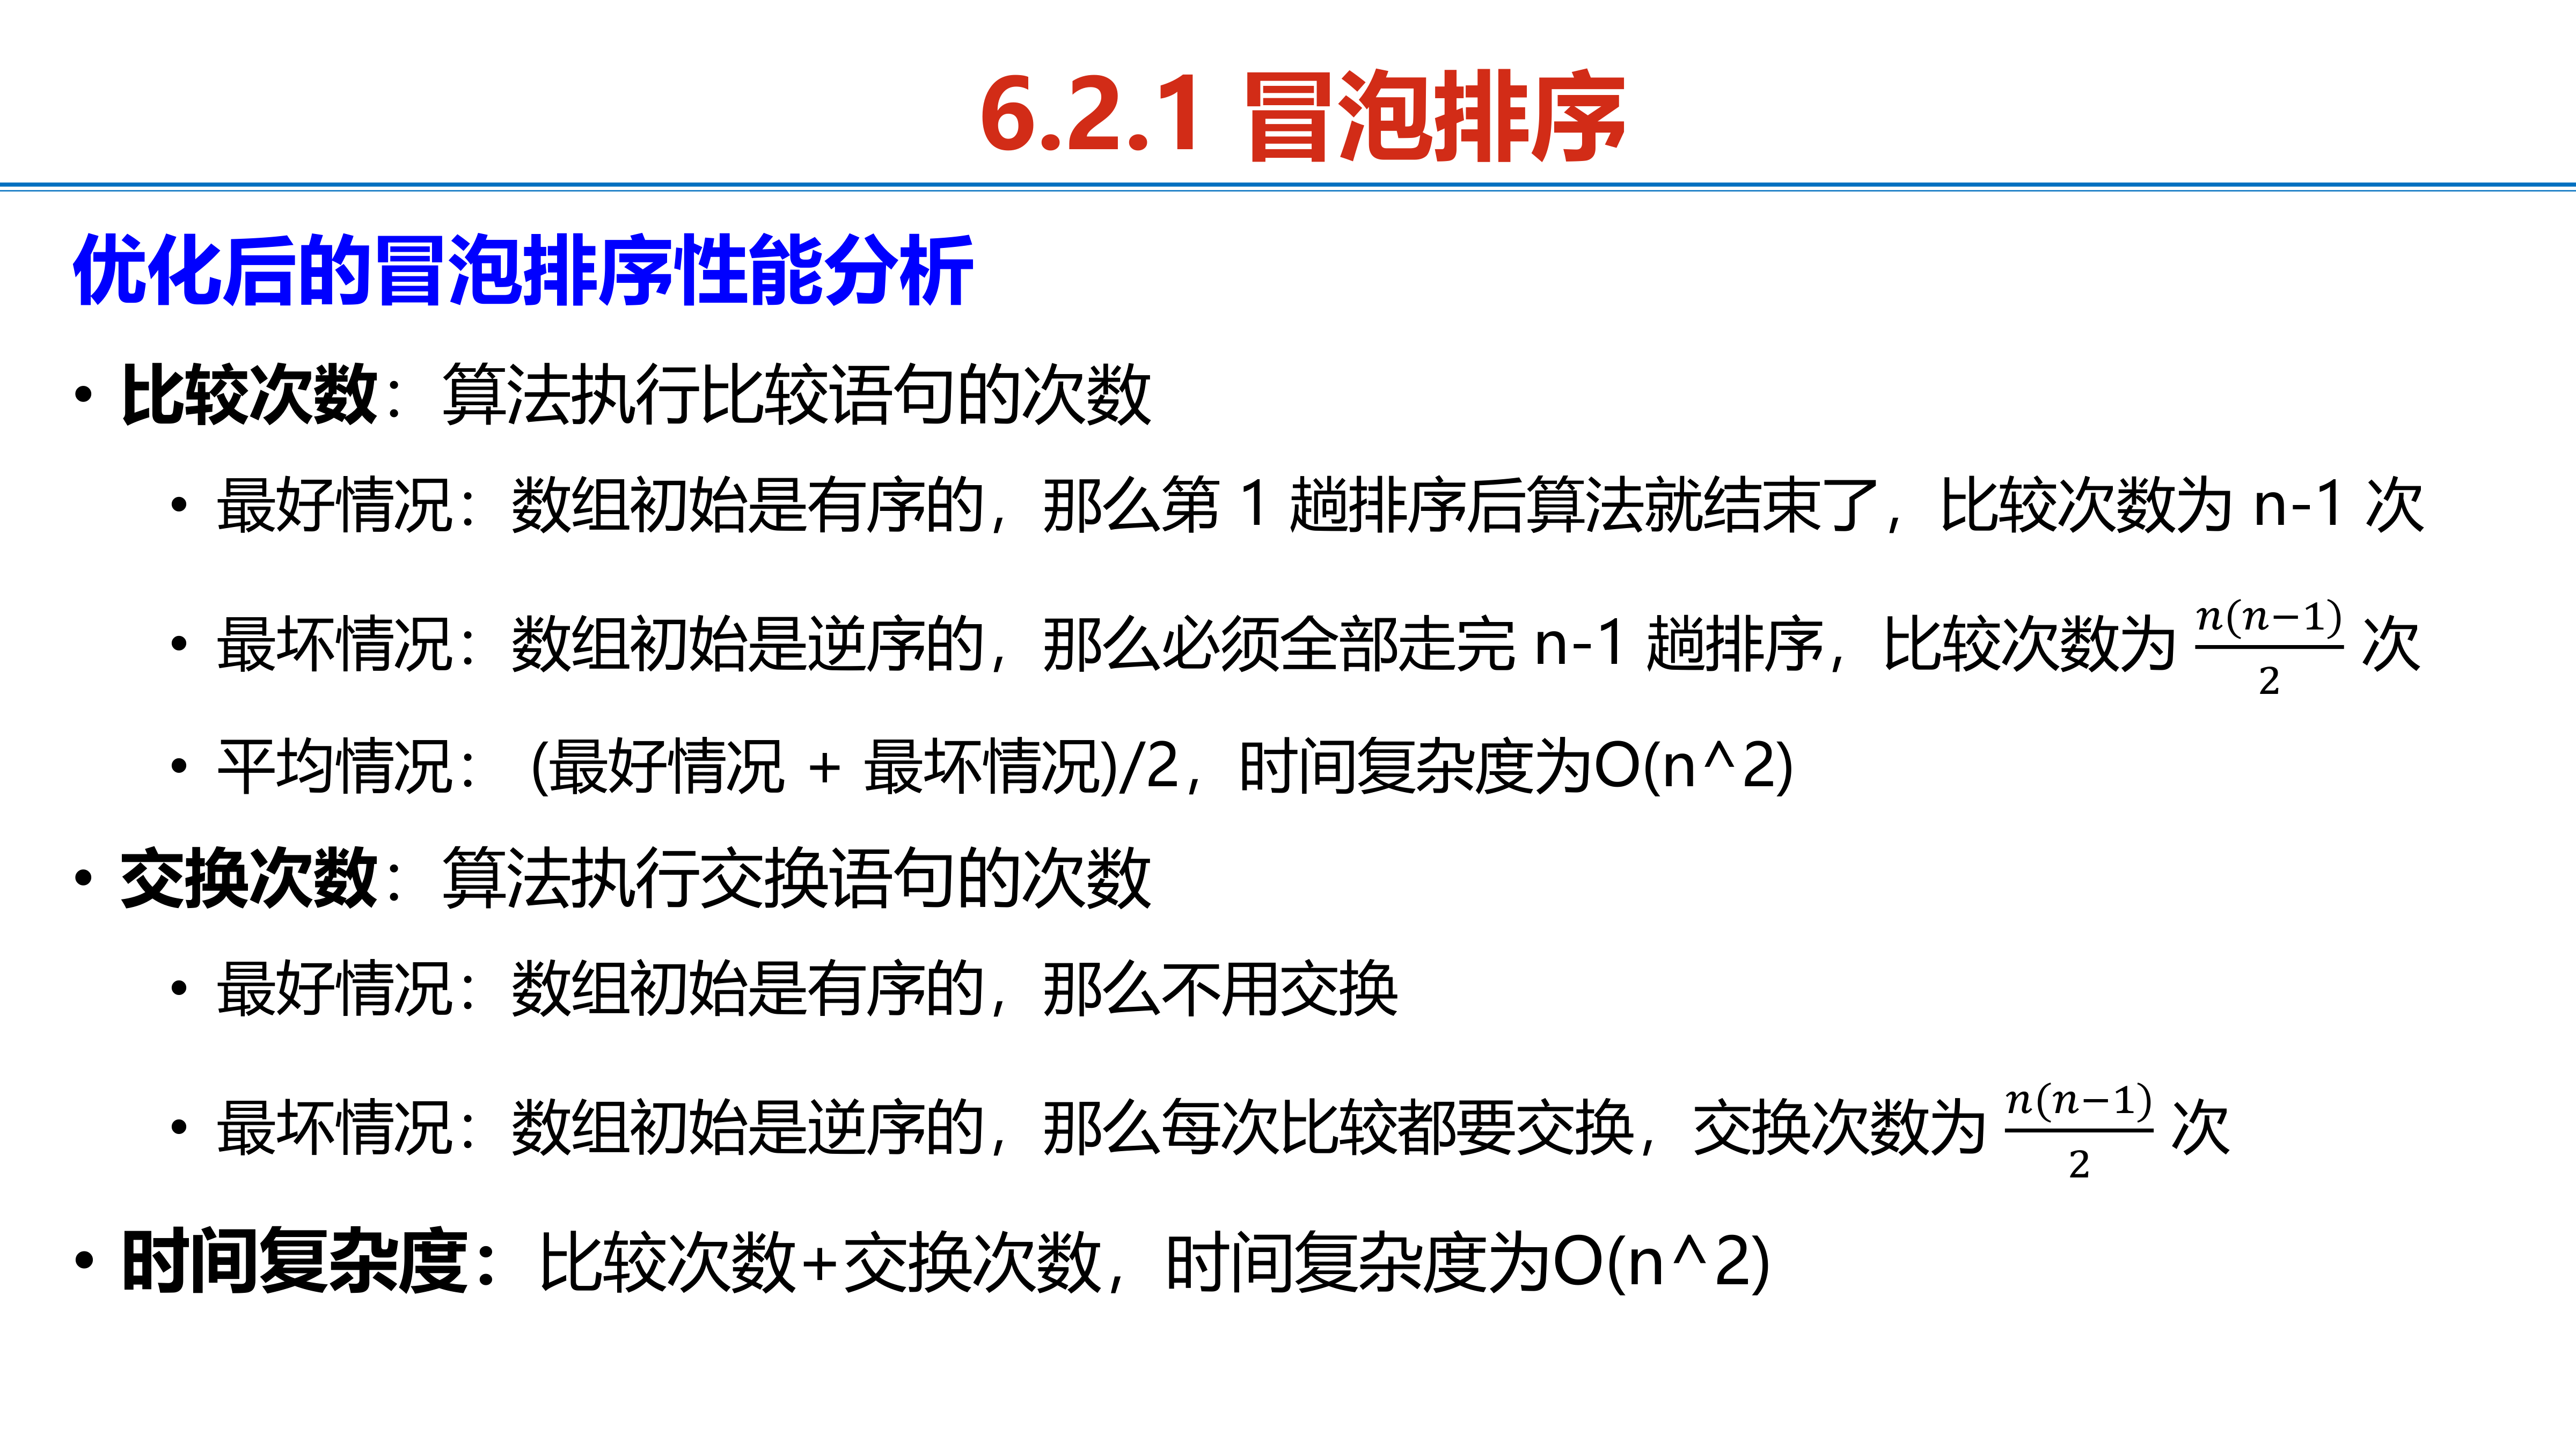 6.2.1 冒泡排序
优化后的冒泡排序性能分析
• 比较次数：算法执行比较语句的次数
• 最好情况：数组初始是有序的，那么第 1 趟排序后算法就结束了，比较次数为 n-1 次
• 最坏情况：数组初始是逆序的，那么必须全部走完 n-1 趟排序，比较次数为 n(n−1)/2 次
• 平均情况： (最好情况 + 最坏情况)/2，时间复杂度为O(n^2)
• 交换次数：算法执行交换语句的次数
• 最好情况：数组初始是有序的，那么不用交换
• 最坏情况：数组初始是逆序的，那么每次比较都要交换，交换次数为 n(n−1)/2 次
• 时间复杂度：比较次数+交换次数，时间复杂度为O(n^2)